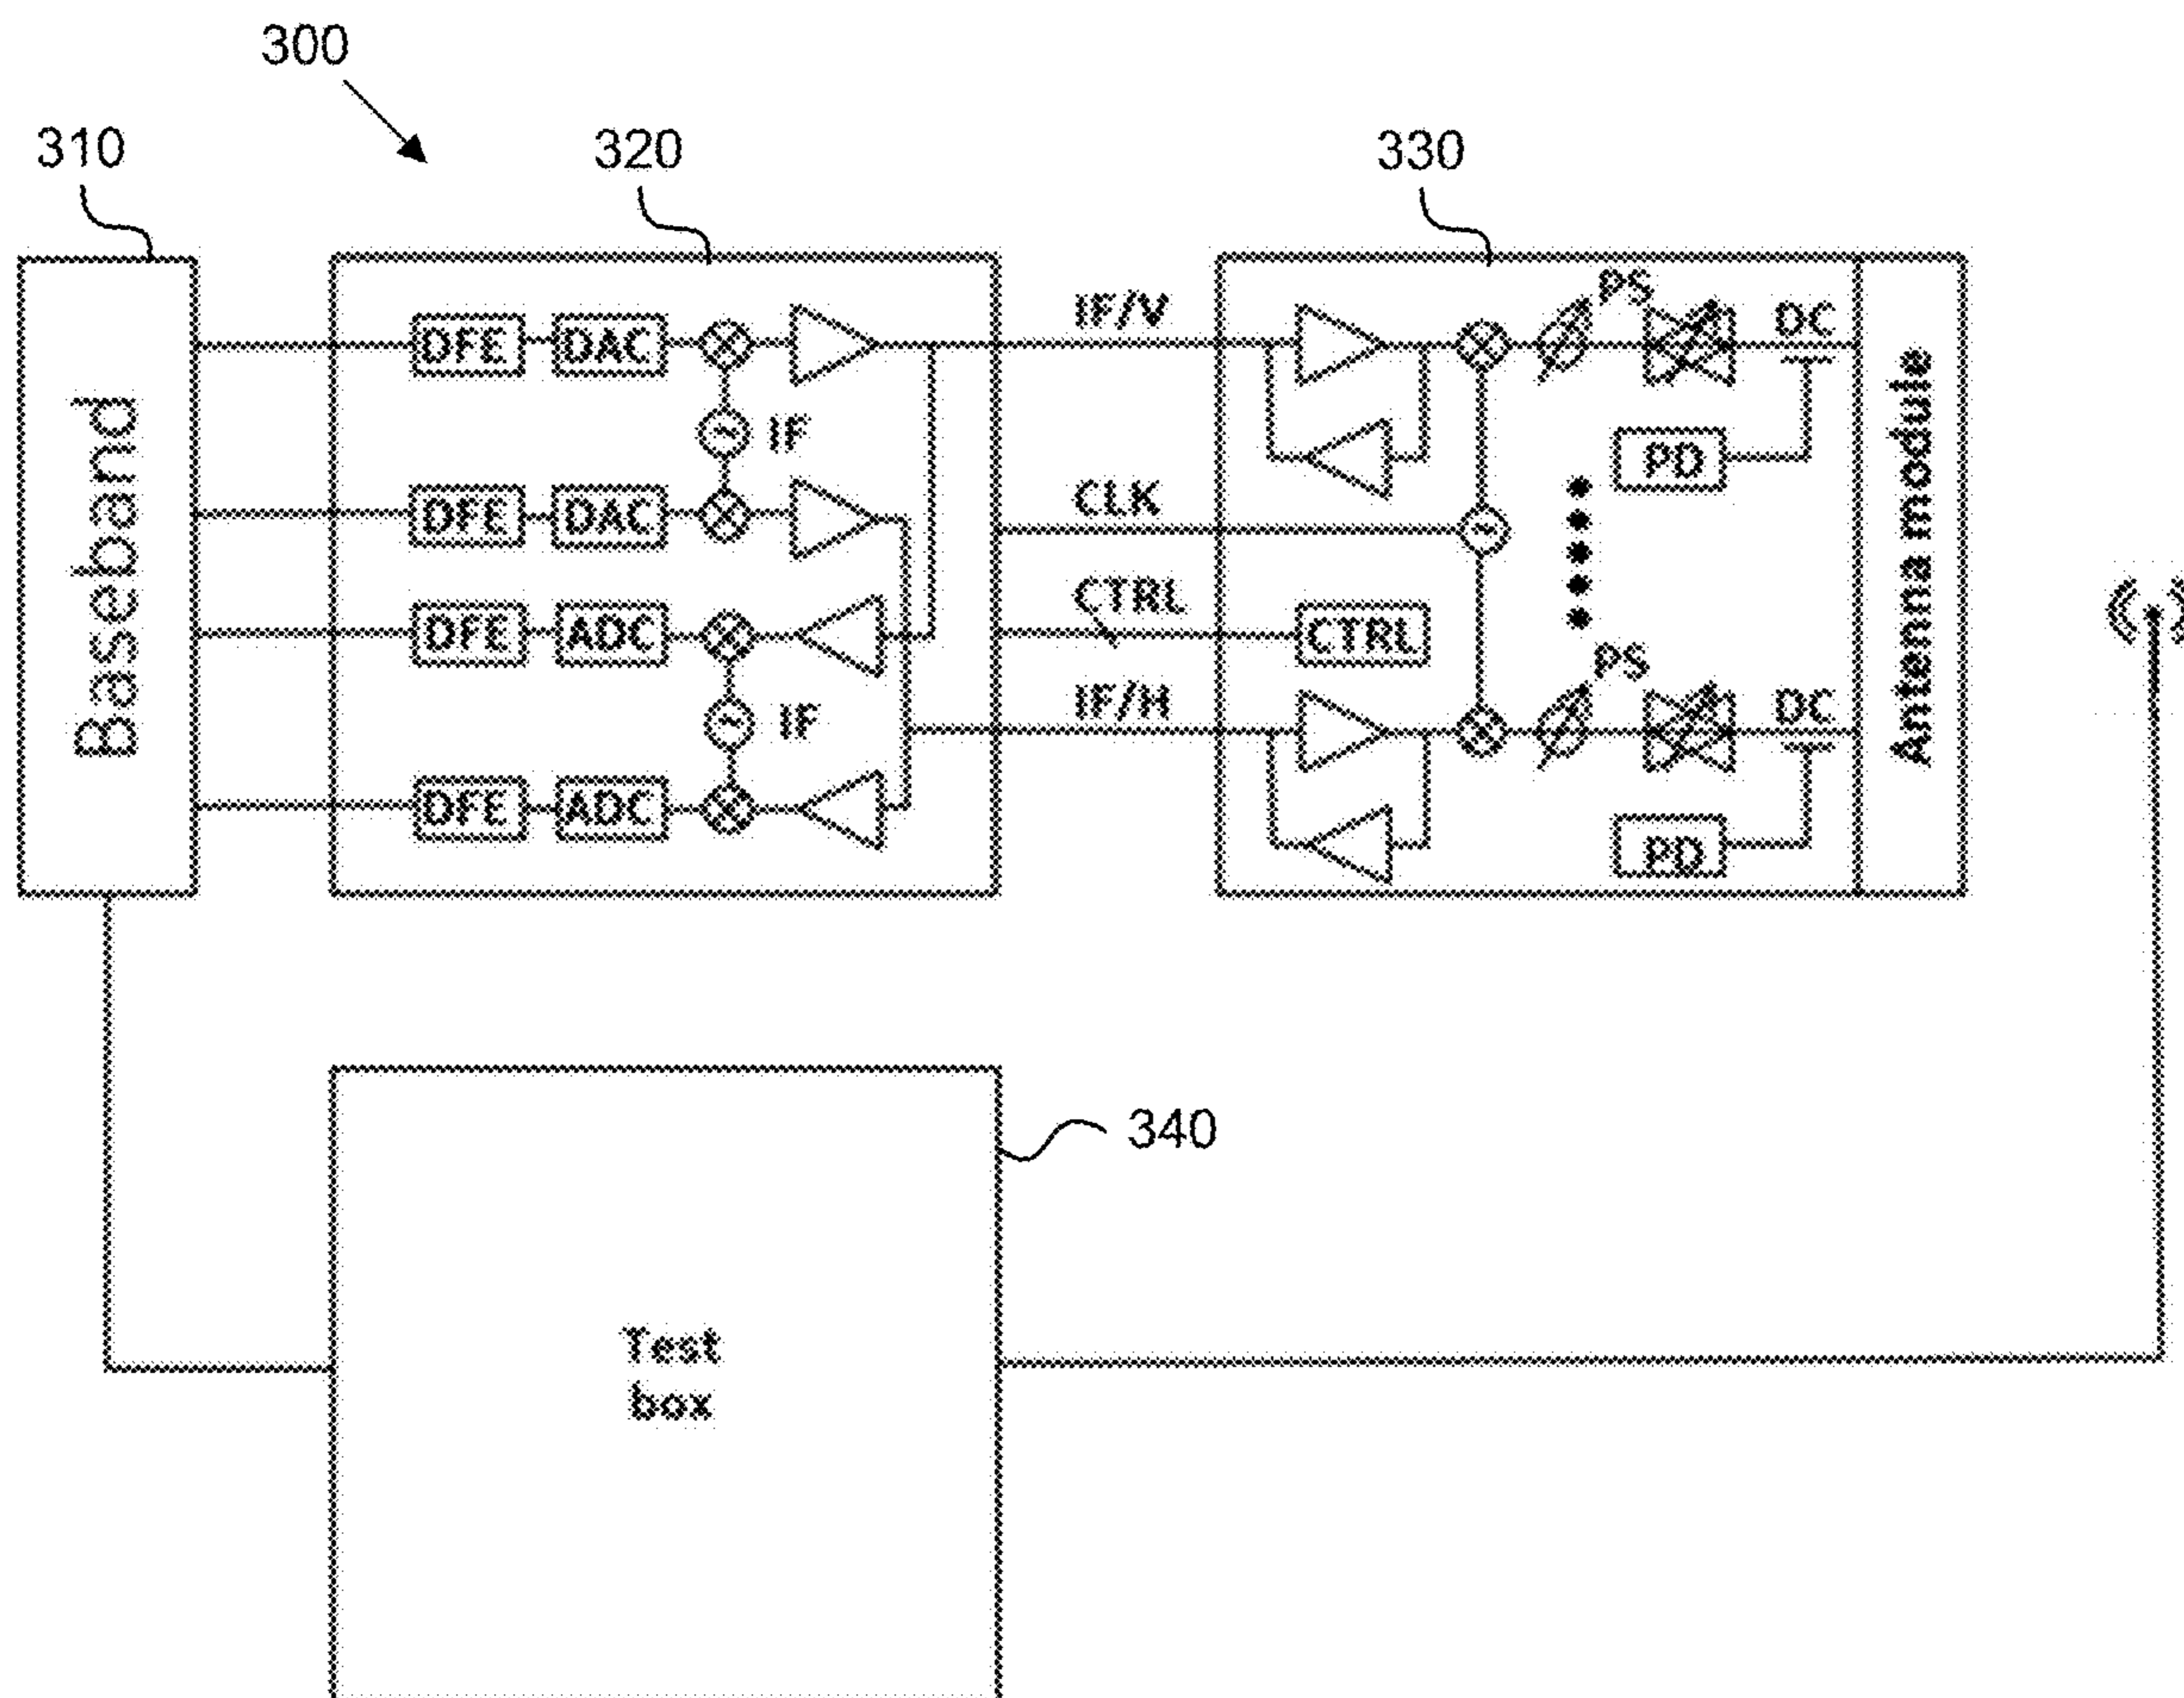 300
310
320
330
Baseband
DFE DAC
IF
DFE DAC
DFE ADC
IF
DFE ADC
IF/V
CLK
CTRL
IF/H
PS
DC
PD
CTRL
PS
DC
PD
Antenna module
~
~
~
340
Test
box